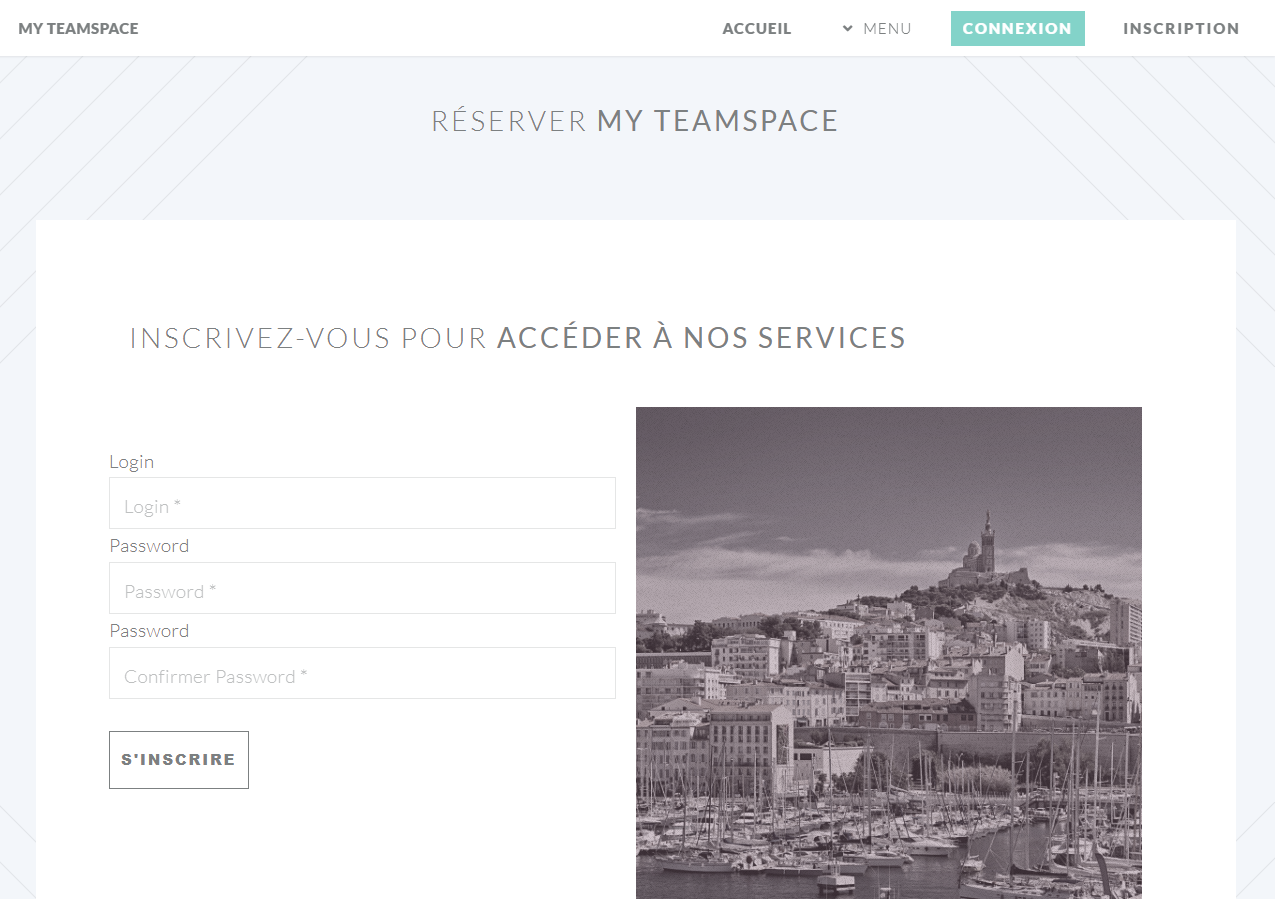 MY TEAMSPACE
ACCUEIL MENU CONNEXION INSCRIPTION
RÉSERVER MY TEAMSPACE
INSCRIVEZ-VOUS POUR ACCÉDER À NOS SERVICES
Login
Login *
Password
Password *
Password
Confirmer Password *
S'INSCRIRE